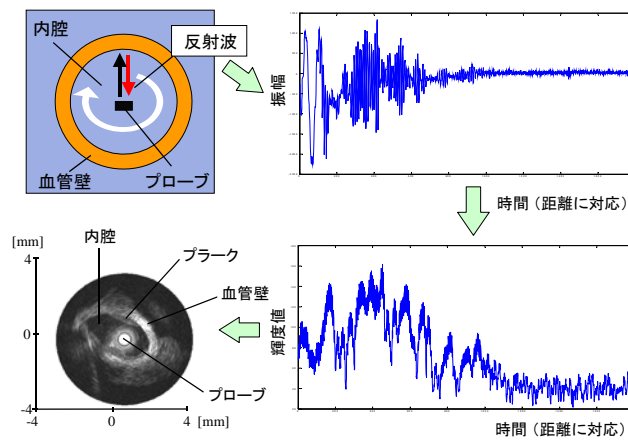 内腔
反射波
血管壁
プローブ
振幅
時間(距離に対応)
[mm]
内腔
プラーク
血管壁
プローブ
4
0
-4
0
4
[mm]
輝度値
時間(距離に対応)